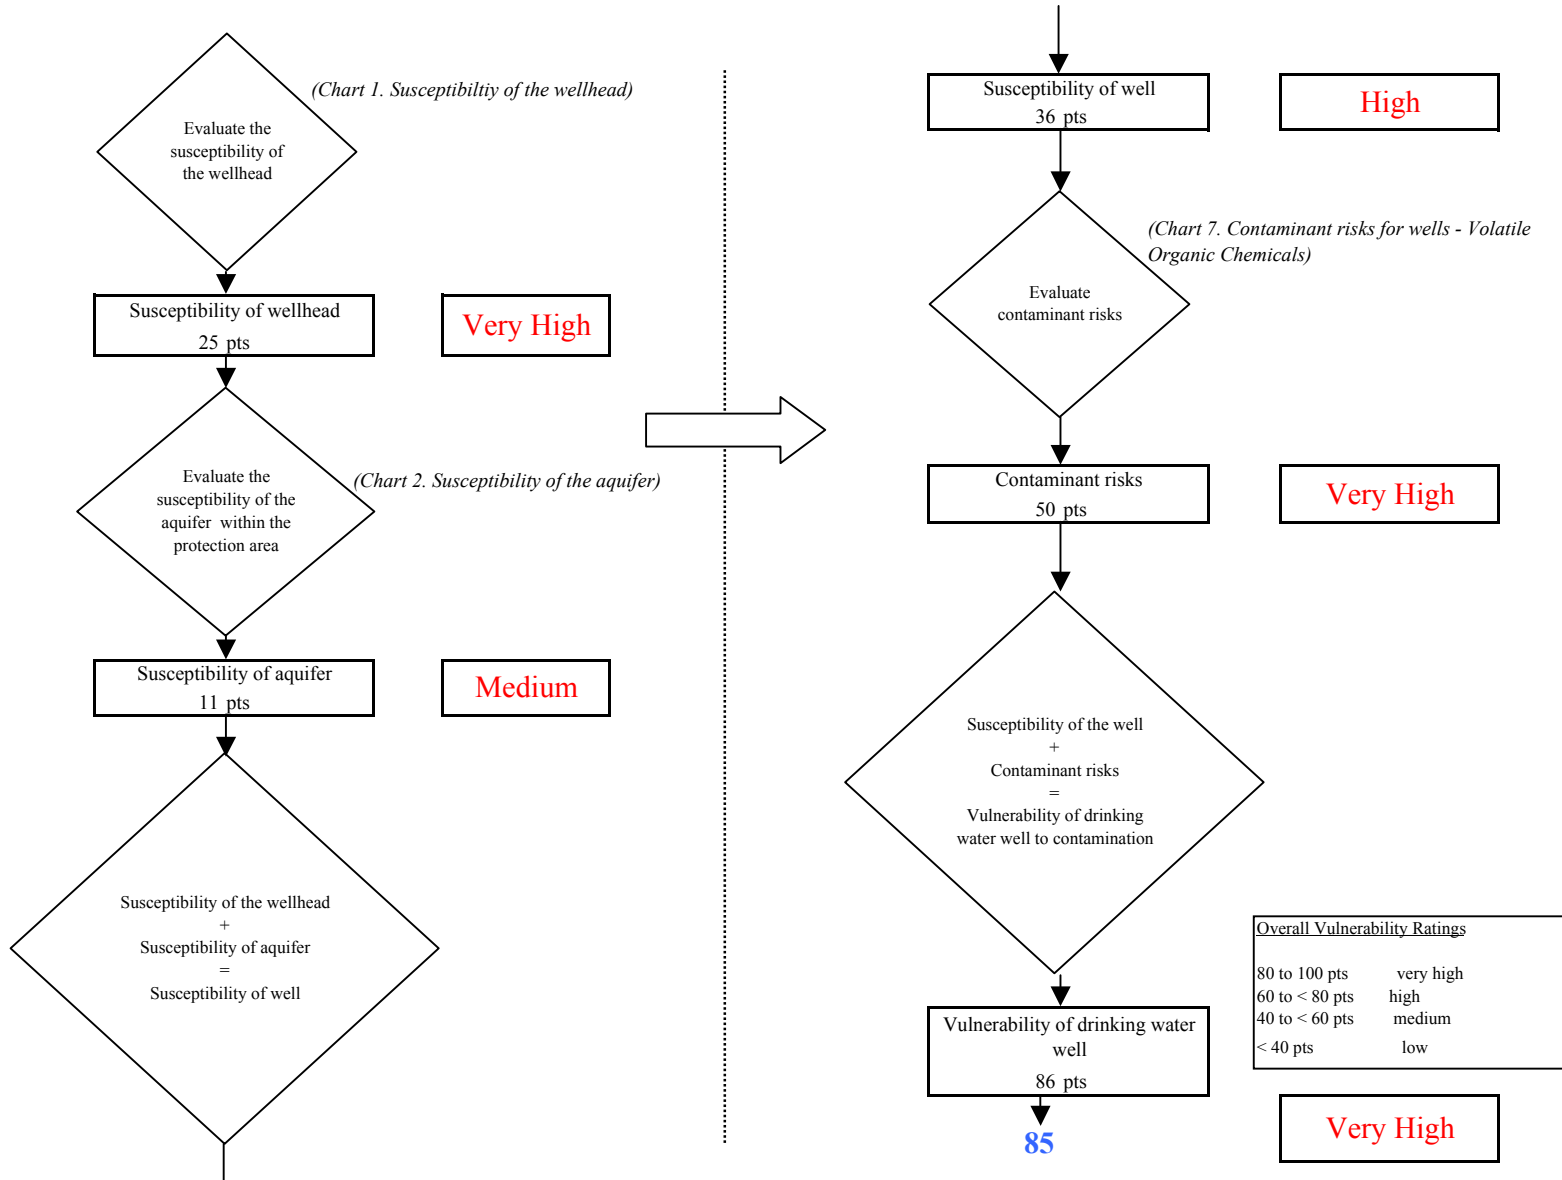 (Chart 1. Susceptibiltiy of the wellhead)
Evaluate the
susceptibility of
the wellhead
Susceptibility of wellhead
25 pts
Very High
Evaluate the
susceptibility of the
aquifer within the
protection area
(Chart 2. Susceptibility of the aquifer)
Susceptibility of aquifer
11 pts
Medium
Susceptibility of the wellhead
+
Susceptibility of aquifer
=
Susceptibility of well
Susceptibility of well
36 pts
High
(Chart 7. Contaminant risks for wells - Volatile
Organic Chemicals)
Evaluate
contaminant risks
Contaminant risks
50 pts
Very High
Susceptibility of the well
+
Contaminant risks
=
Vulnerability of drinking
water well to contamination
Overall Vulnerability Ratings
80 to 100 pts very high
60 to < 80 pts high
40 to < 60 pts medium
< 40 pts low
Vulnerability of drinking water
well
86 pts
Very High
85